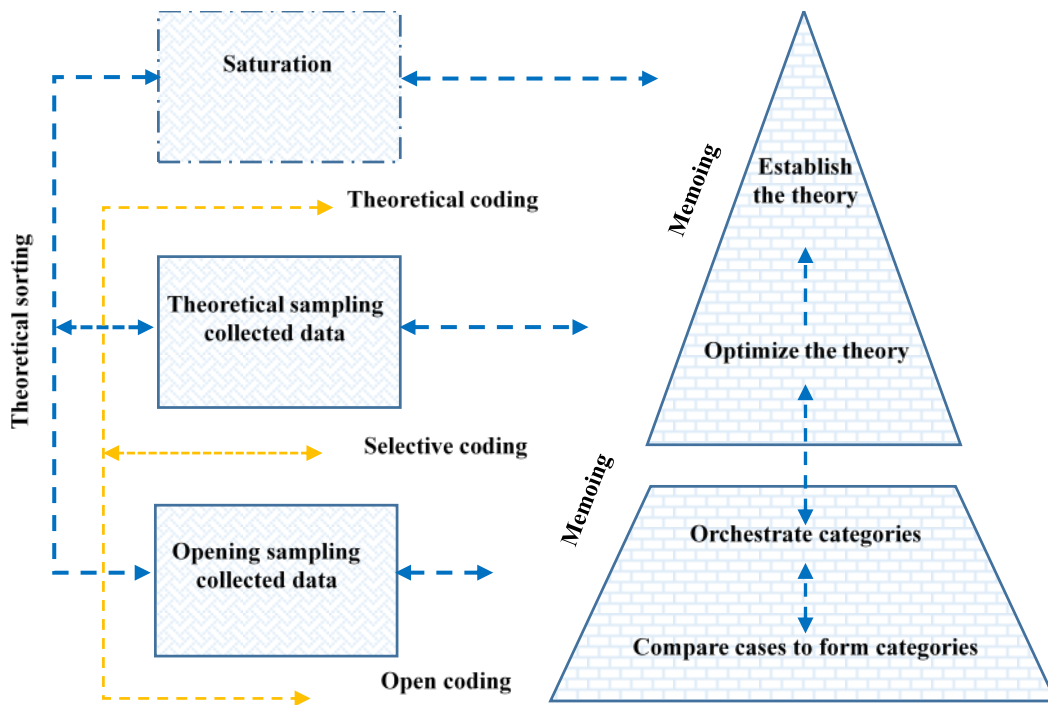 Saturation
Theoretical coding
Theoretical sorting
Theoretical sampling
collected data
Selective coding
Opening sampling
collected data
Open coding
Memoing
Memoing
Establish
the theory
Optimize the theory
Orchestrate categories
Compare cases to form categories